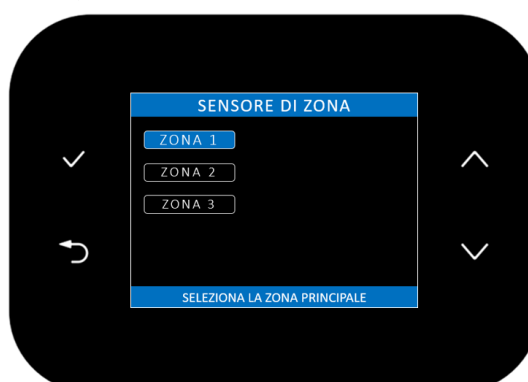 SENSORE DI ZONA
ZONA 1
ZONA 2
ZONA 3
SELEZIONA LA ZONA PRINCIPALE